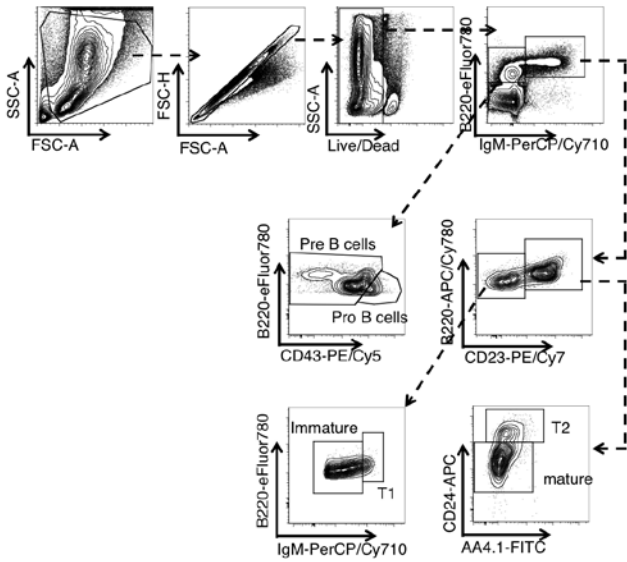 SSC-A
FSC-A
FSC-H
FSC-A
SSC-A
Live/Dead
B220-eFluor780
IgM-PerCP/Cy710
Pre B cells
Pro B cells
B220-eFluor780
CD43-PE/Cy5
B220-APC/Cy780
CD23-PE/Cy7
Immature
T1
B220-eFluor780
IgM-PerCP/Cy710
T2
mature
CD24-APC
AA4.1-FITC